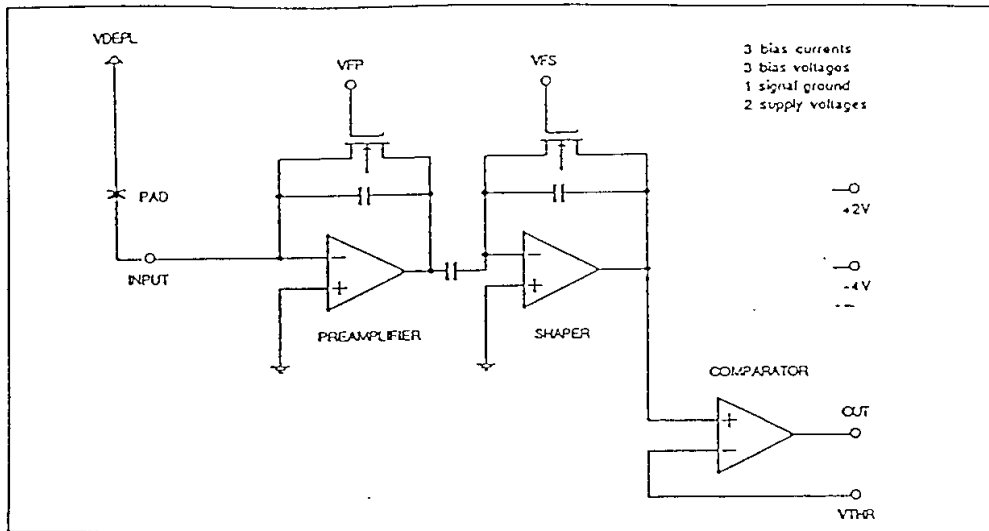 VDEPL
VFP
VFS
3 bias currents
3 bias voltages
1 signal ground
2 supply voltages
PAD
+2V
INPUT
PREAMPLIFIER
SHAPER
COMPARATOR
OUT
VTHR